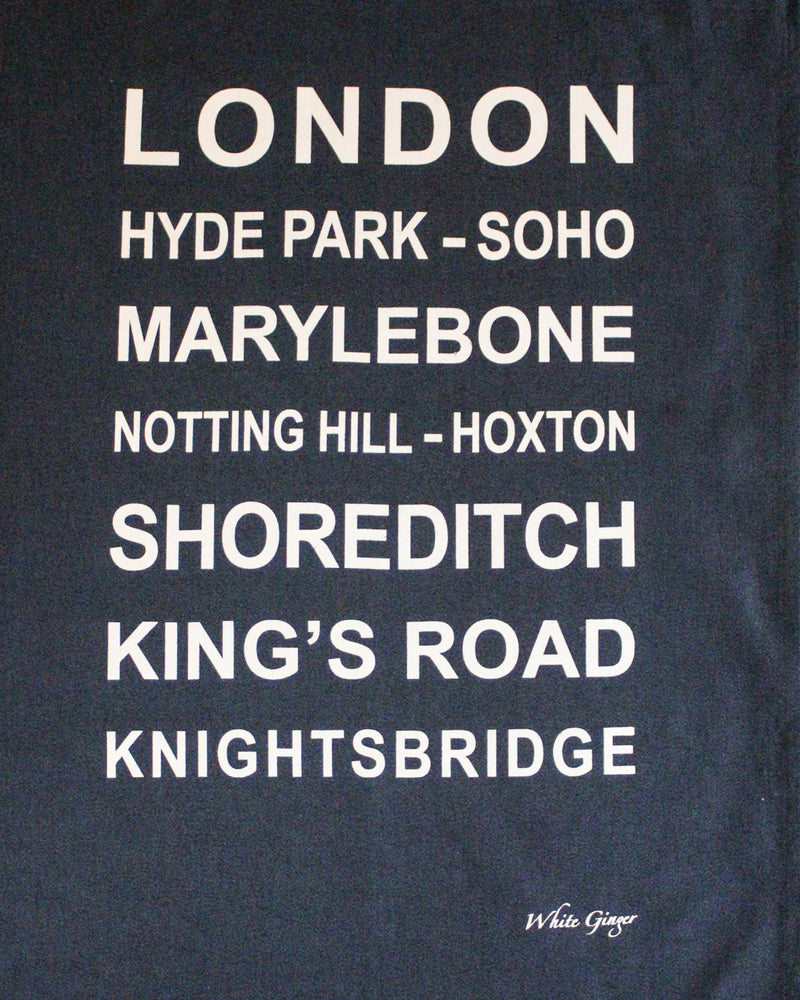 LONDON
HYDE PARK – SOHO
MARYLEBONE
NOTTING HILL – HOXTON
SHOREDITCH
KING’S ROAD
KNIGHTSBRIDGE
White Ginger